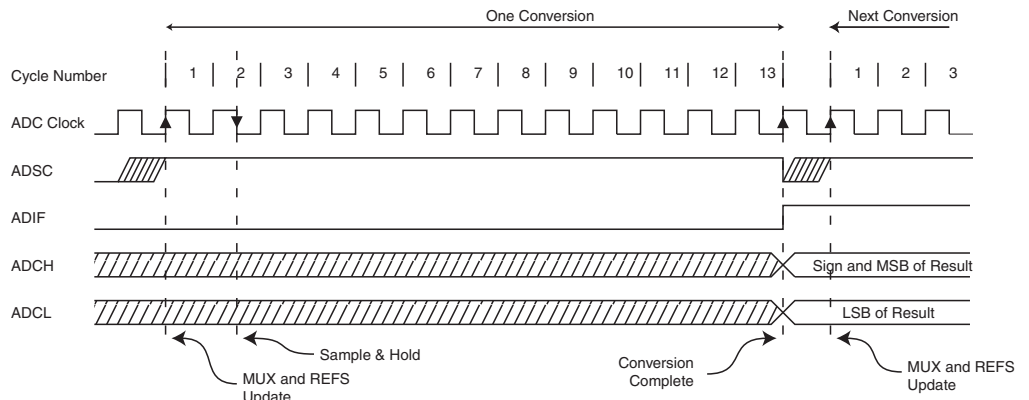 One Conversion
Next Conversion
Cycle Number
1 2 3 4 5 6 7 8 9 10 11 12 13 1 2 3
ADC Clock
ADSC
ADIF
ADCH
Sign and MSB of Result
ADCL
LSB of Result
Sample & Hold
MUX and REFS
Update
Conversion
Complete
MUX and REFS
Update